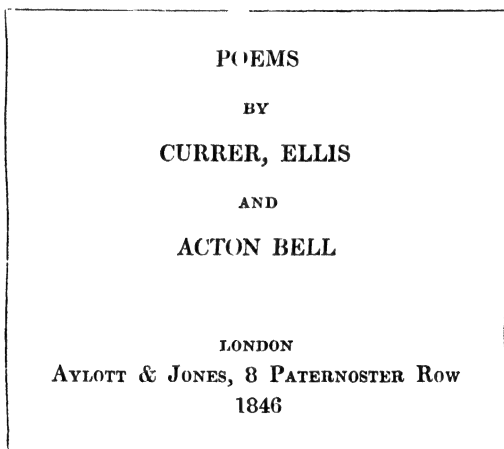 POEMS
BY
CURRER, ELLIS
AND
ACTON BELL
LONDON
AYLOTT & JONES, 8 PATERNOSTER ROW
1846